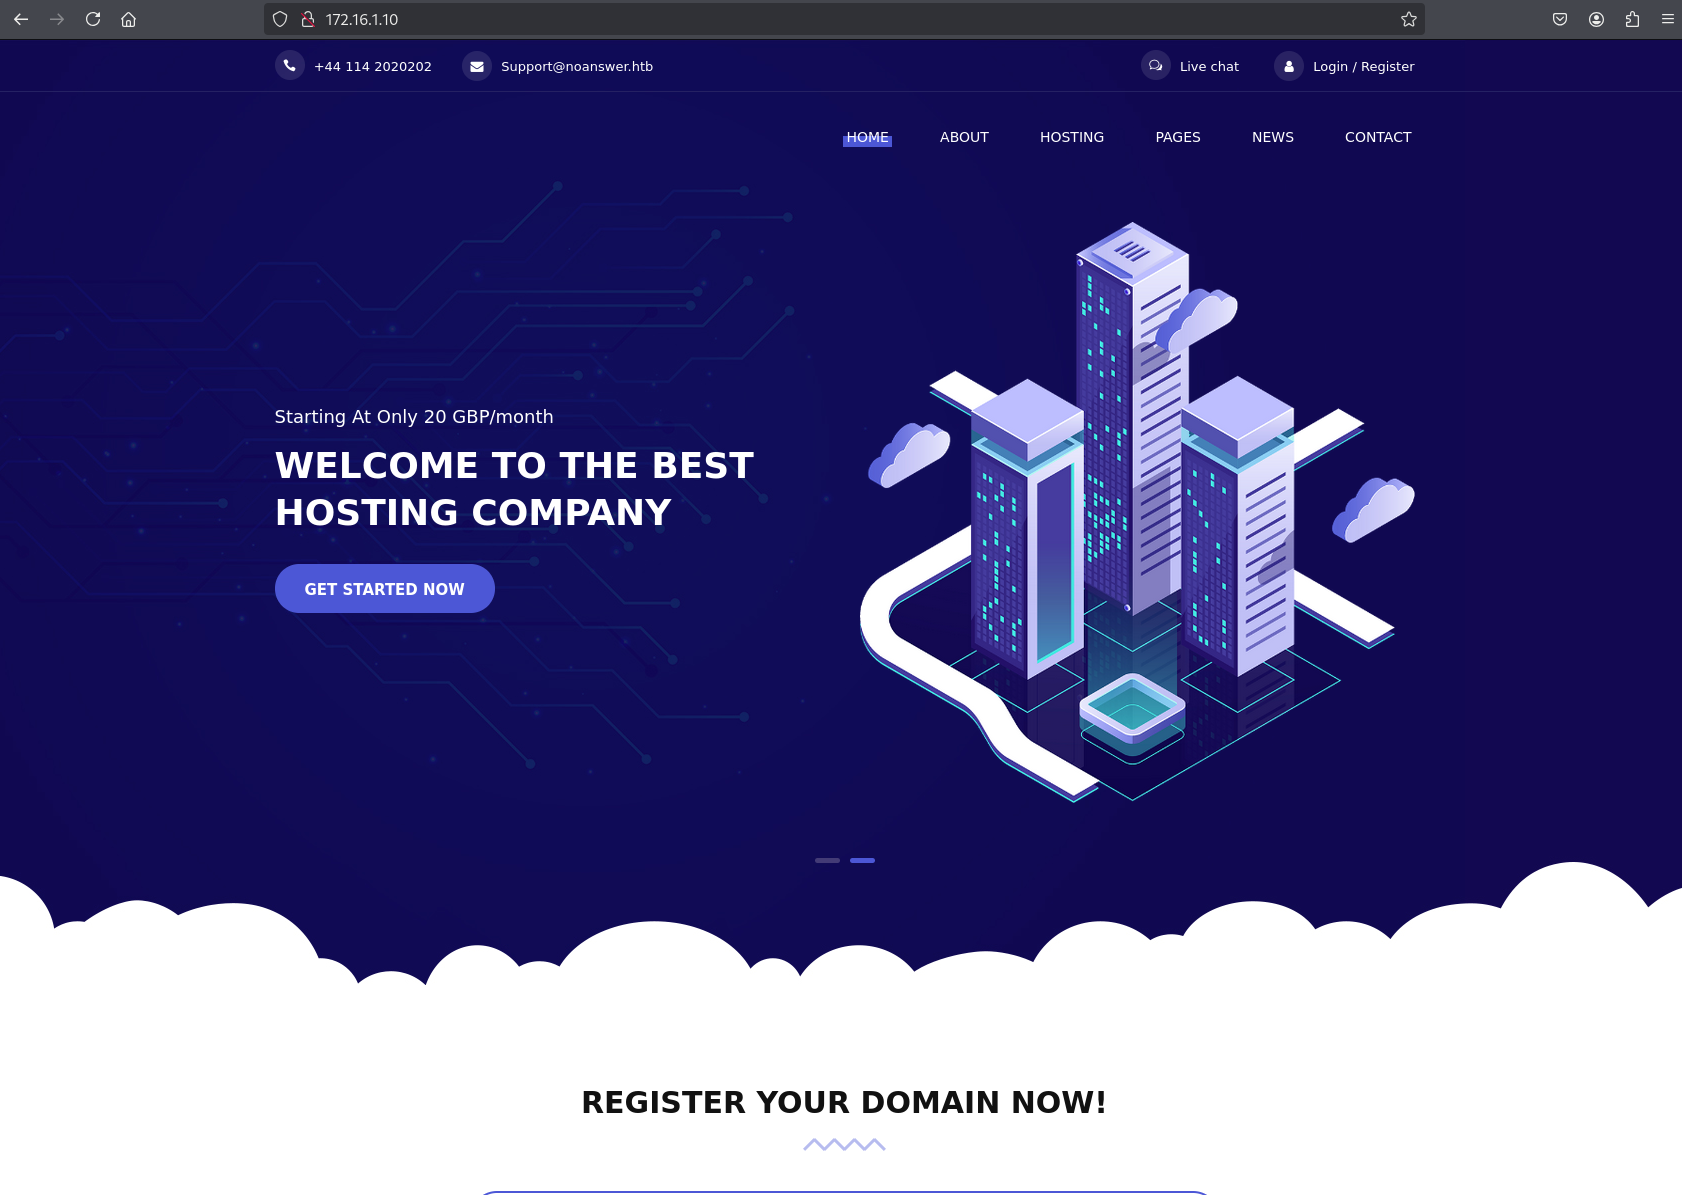 172.16.1.10
+44 114 2020202 Support@noanswer.htb Live chat Login / Register
HOME ABOUT HOSTING PAGES NEWS CONTACT
Starting At Only 20 GBP/month
WELCOME TO THE BEST
HOSTING COMPANY
GET STARTED NOW
REGISTER YOUR DOMAIN NOW!